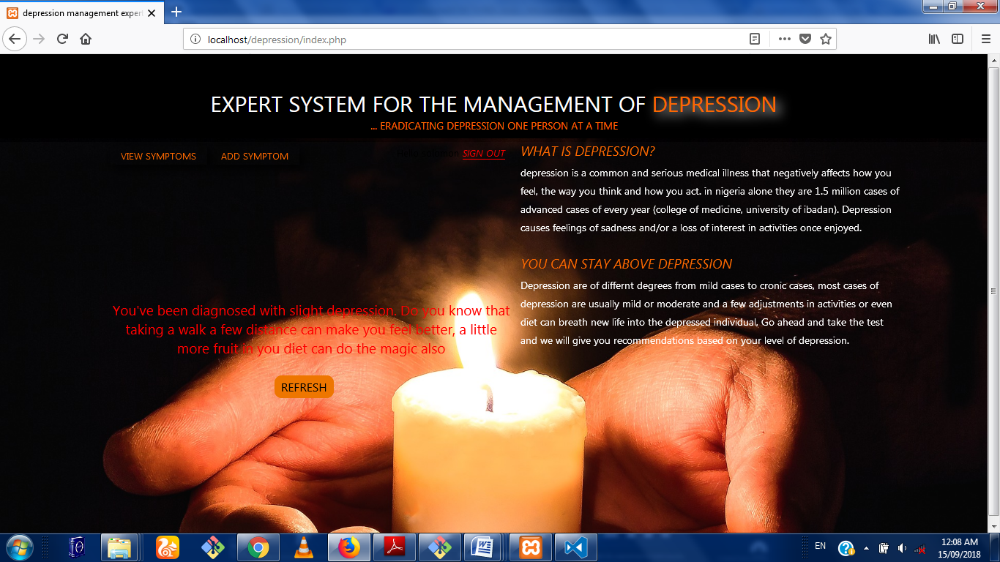 depression management exper
localhost/depression/index.php
EXPERT SYSTEM FOR THE MANAGEMENT OF DEPRESSION
... ERADICATING DEPRESSION ONE PERSON AT A TIME
VIEW SYMPTOMS ADD SYMPTOM
SIGN OUT
You've been diagnosed with slight depression. Do you know that
taking a walk a few distance can make you feel better, a little
more fruit in you diet can do the magic also
REFRESH
WHAT IS DEPRESSION?
depression is a common and serious medical illness that negatively affects how you
feel, the way you think and how you act. in nigeria alone they are 1.5 million cases of
advanced cases of every year (college of medicine, university of ibadan). Depression
causes feelings of sadness and/or a loss of interest in activities once enjoyed.
YOU CAN STAY ABOVE DEPRESSION
Depression are of differnt degrees from mild cases to cronic cases, most cases of
depression are usually mild or moderate and a few adjustments in activities or even
diet can breath new life into the depressed individual, Go ahead and take the test
and we will give you recommendations based on your level of depression.
EN
12:08 AM
15/09/2018